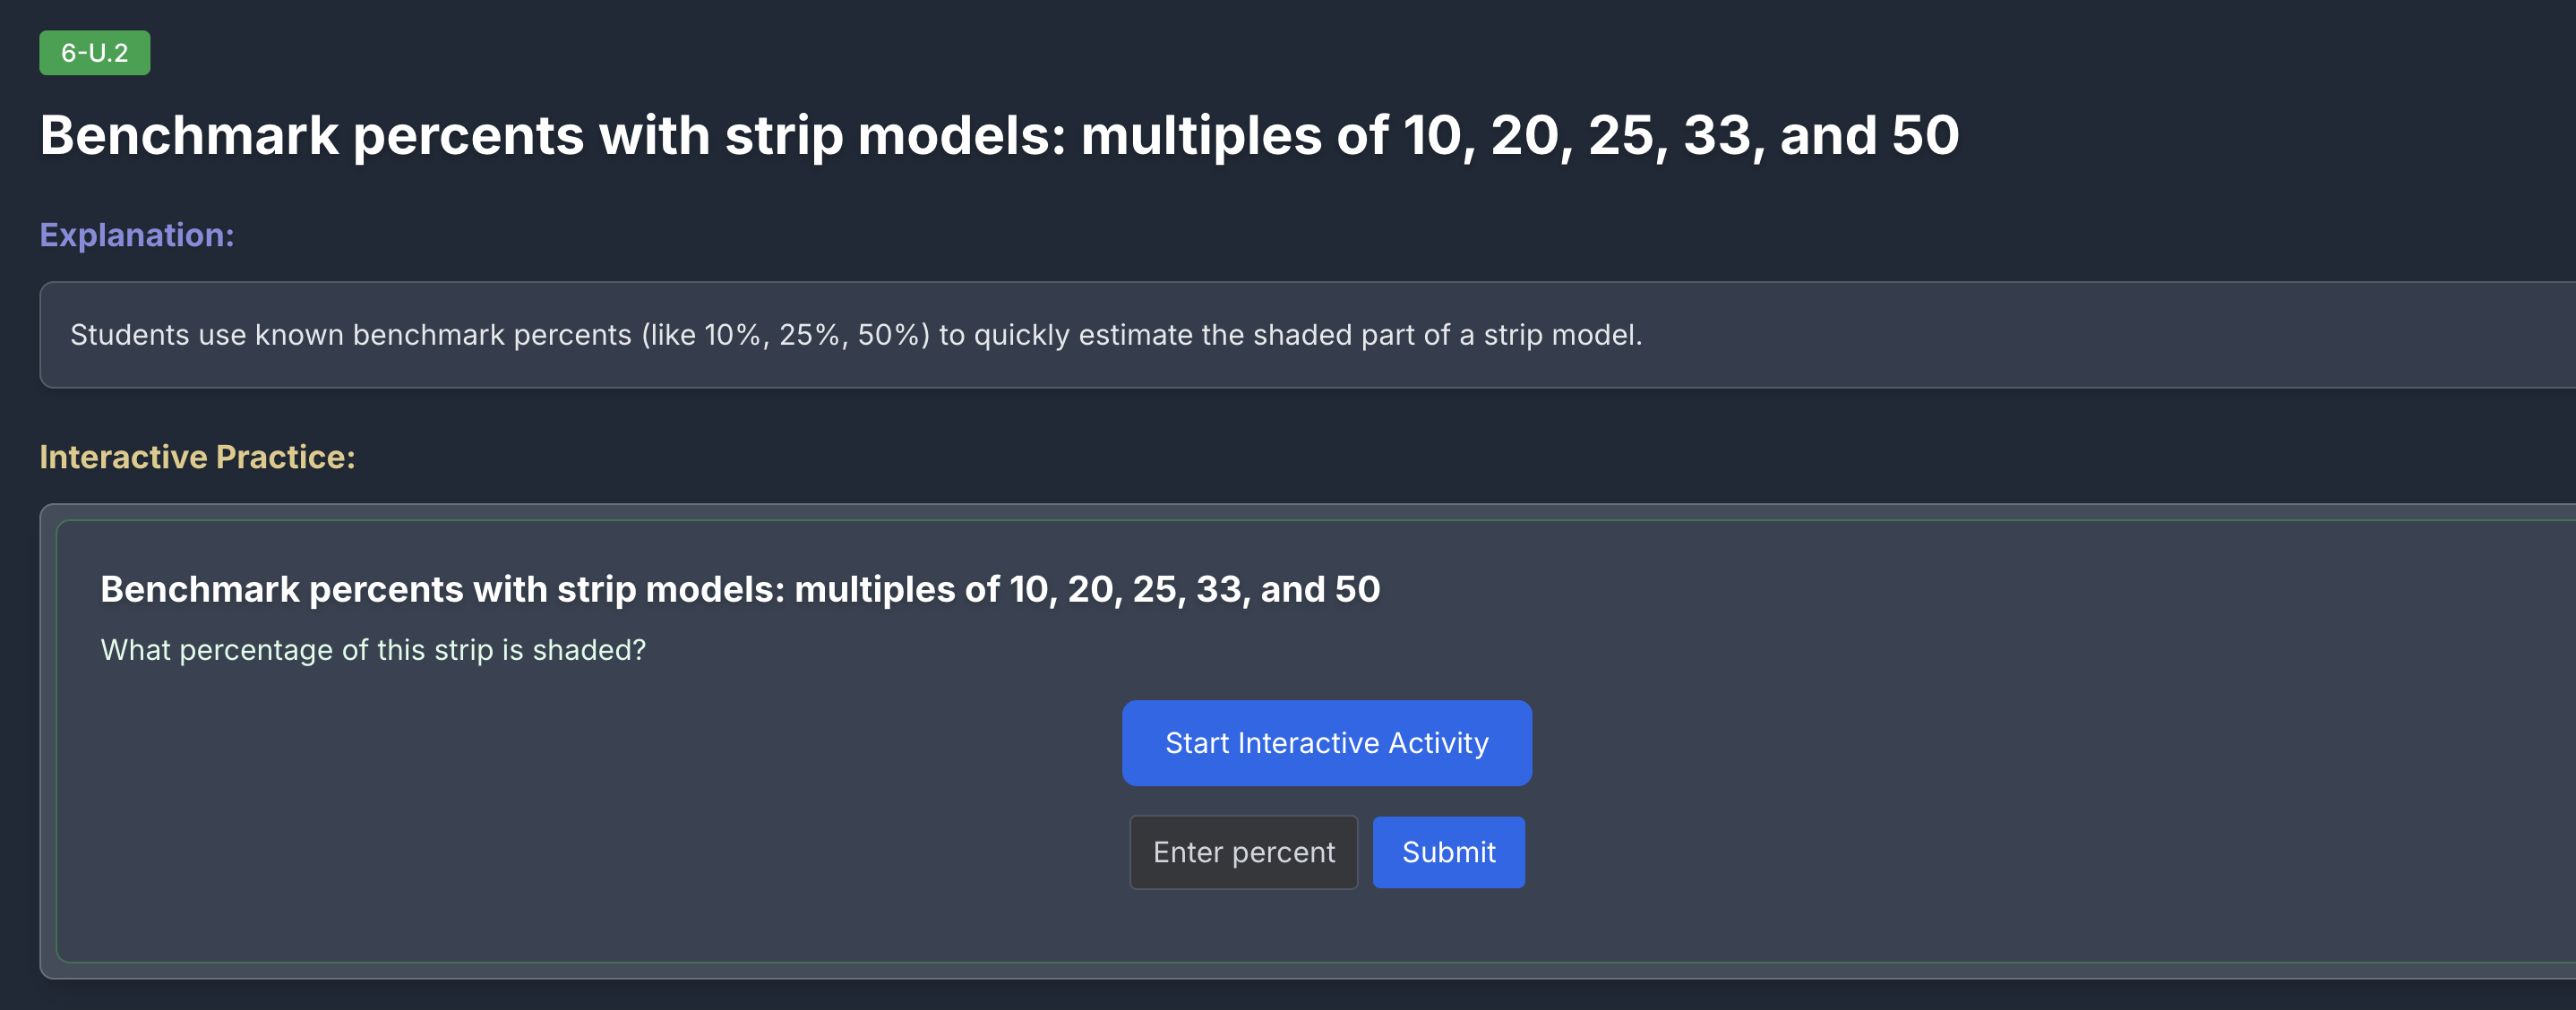 6-U.2
Benchmark percents with strip models: multiples of 10, 20, 25, 33, and 50
Explanation:
Students use known benchmark percents (like 10%, 25%, 50%) to quickly estimate the shaded part of a strip model.
Interactive Practice:
Benchmark percents with strip models: multiples of 10, 20, 25, 33, and 50
What percentage of this strip is shaded?
Start Interactive Activity
Enter percent Submit